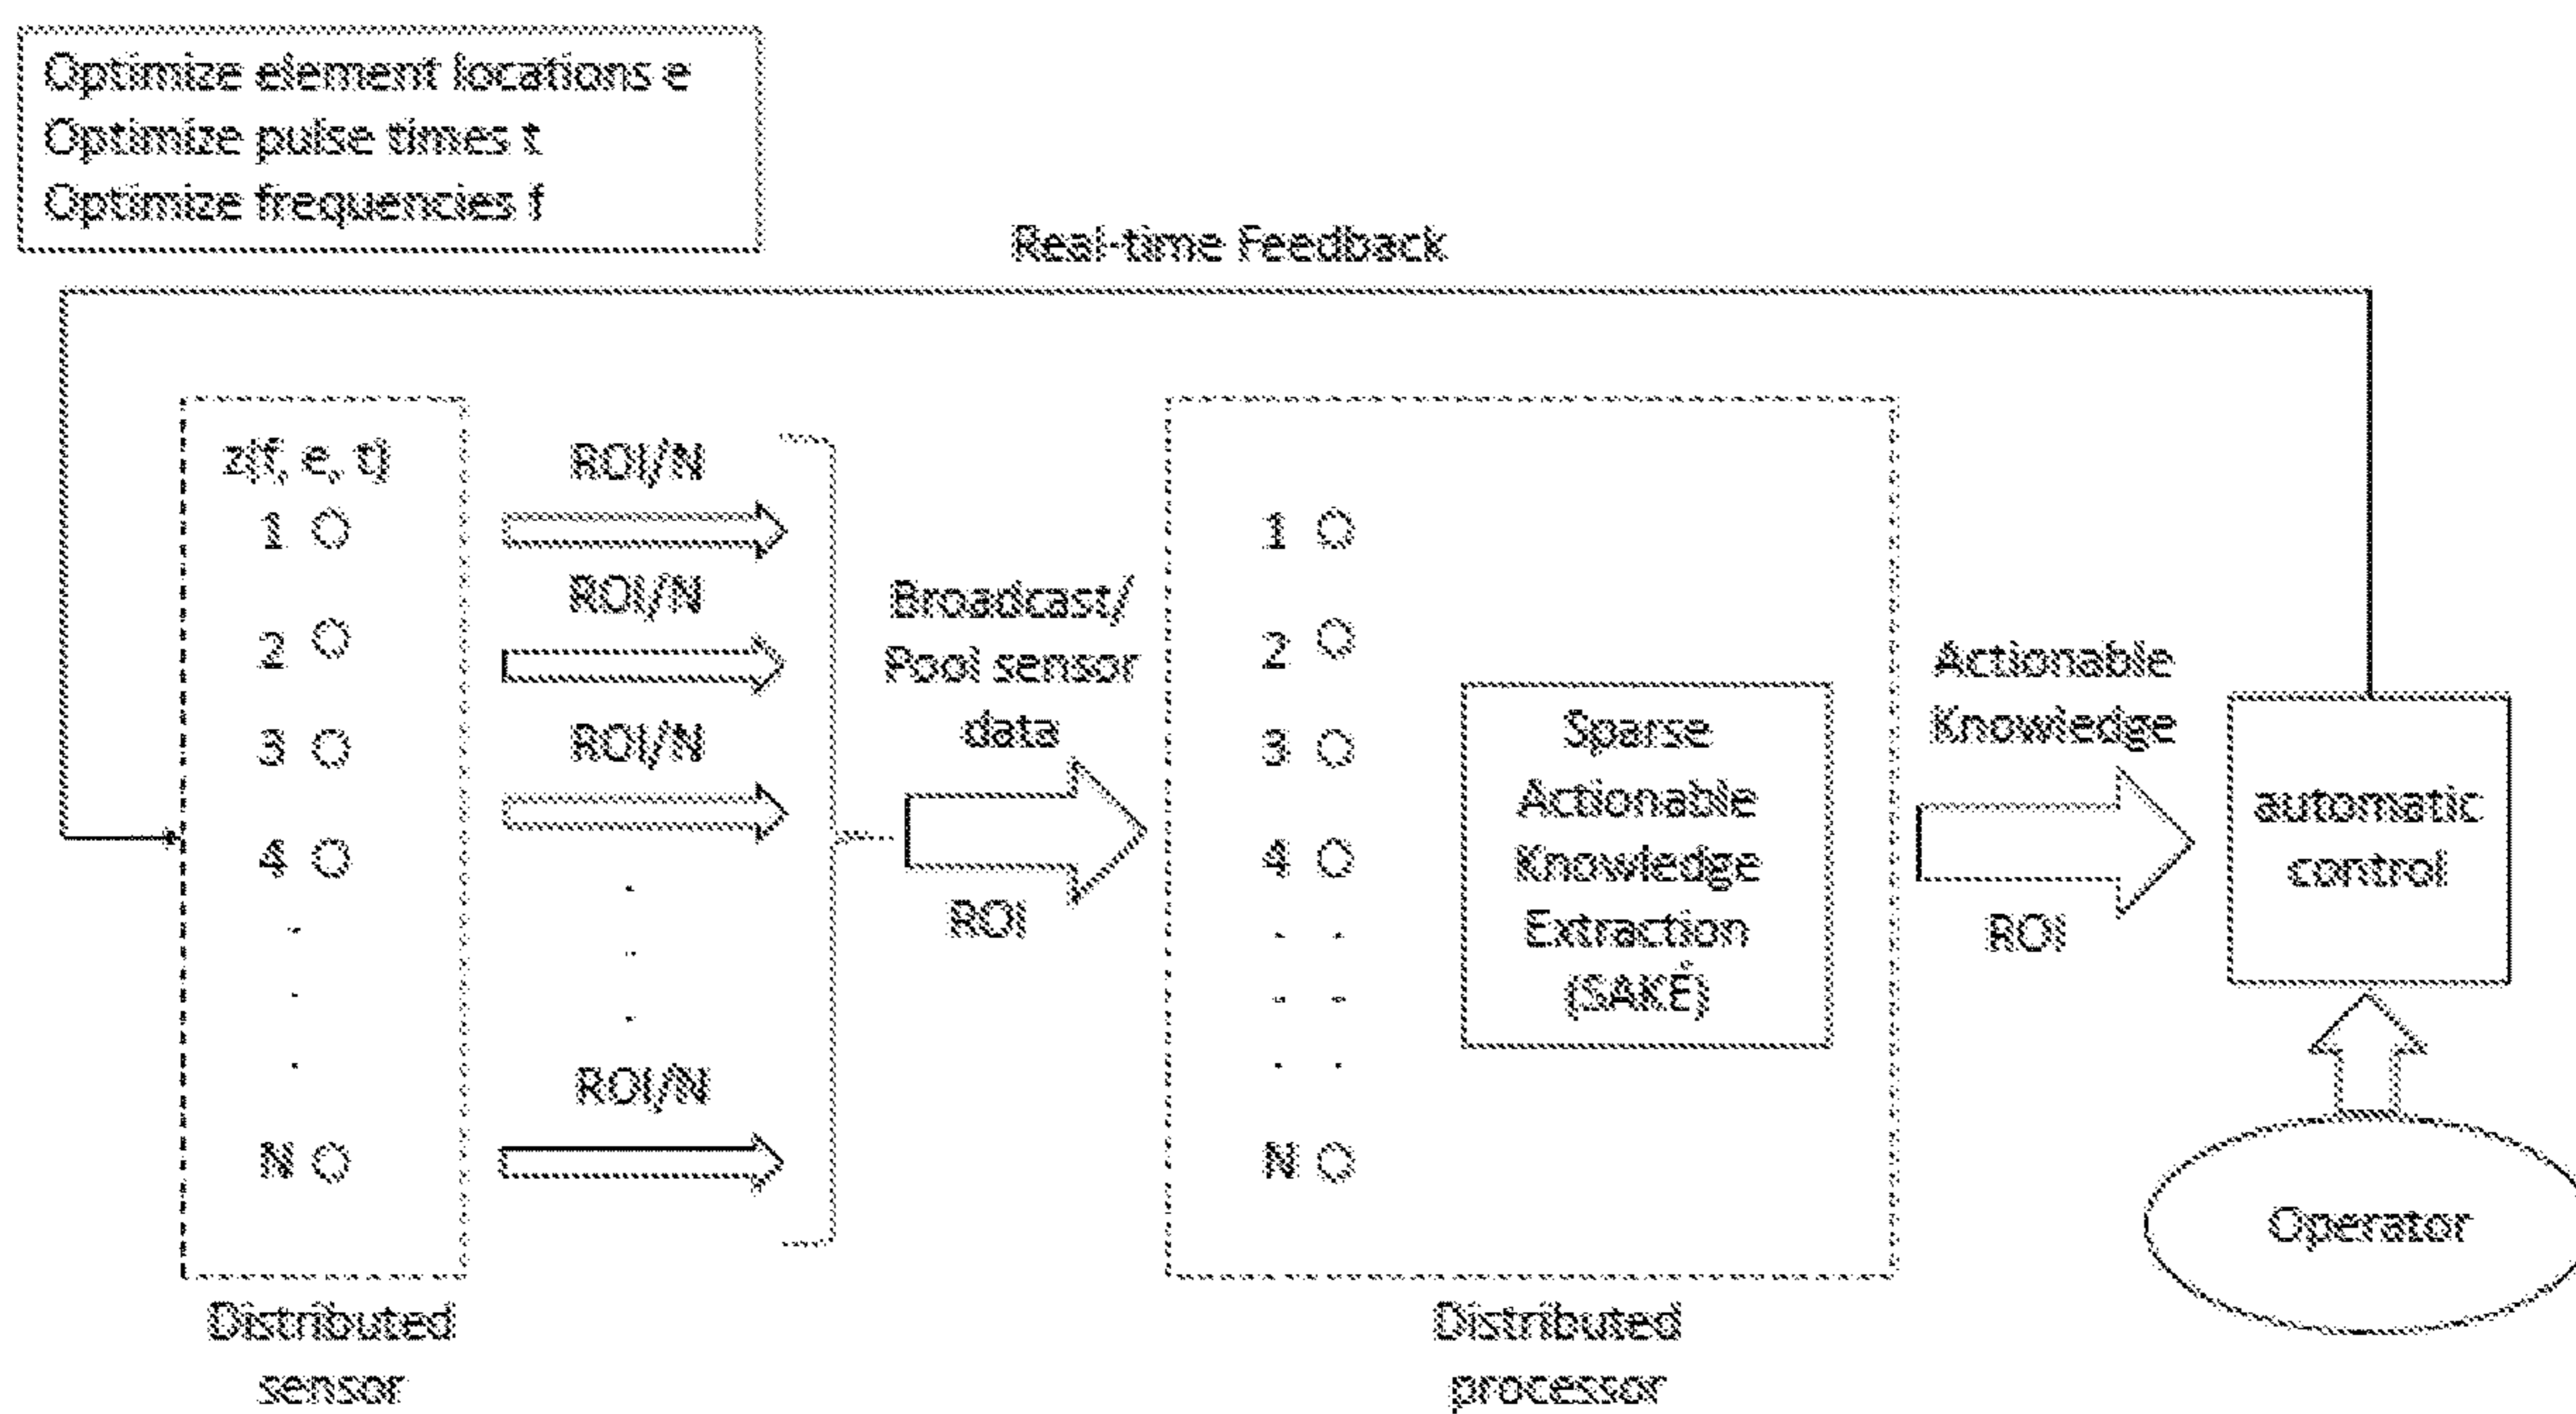 Optimize element locations e
Optimize pulse times t
Optimize frequencies f
Real-time Feedback
z(f, e, t)
1
2
3
4
N
ROI/N
ROI/N
ROI/N
ROI/N
Broadcast/
Pool sensor
data
ROI
1
2
3
4
N
Sparse
Actionable
Knowledge
Extraction
(SAKE)
Actionable
Knowledge
ROI
automatic
control
Operator
Distributed
sensor
Distributed
processor